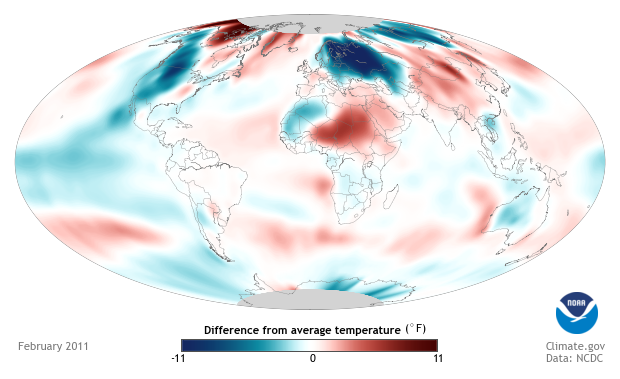 NOAA
Difference from average temperature (°F)
February 2011
-11 0 11
Climate.gov
Data: NCDC